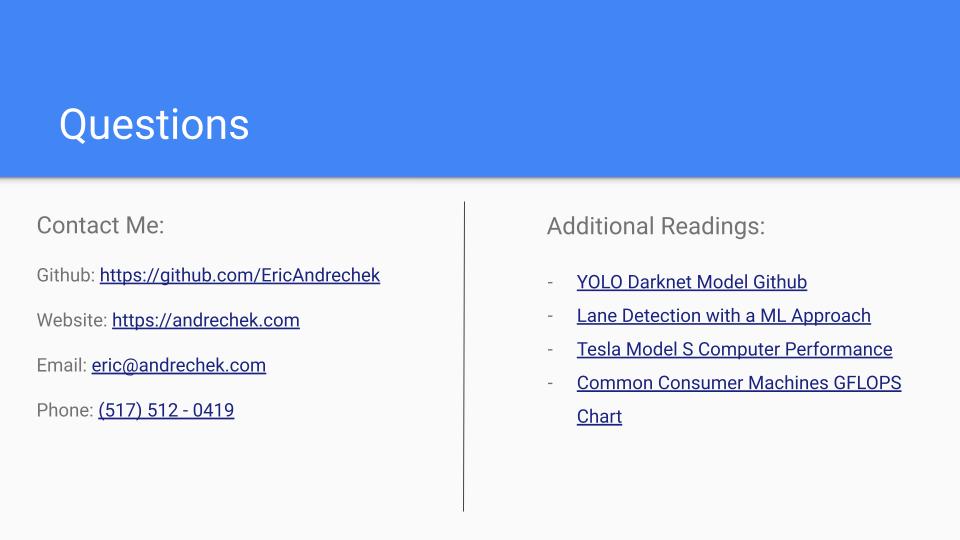 Questions
Contact Me:
Github: https://github.com/EricAndrechek
Website: https://andrechek.com
Email: eric@andrechek.com
Phone: (517) 512 - 0419
Additional Readings:
- YOLO Darknet Model Github
- Lane Detection with a ML Approach
- Tesla Model S Computer Performance
- Common Consumer Machines GFLOPS
Chart